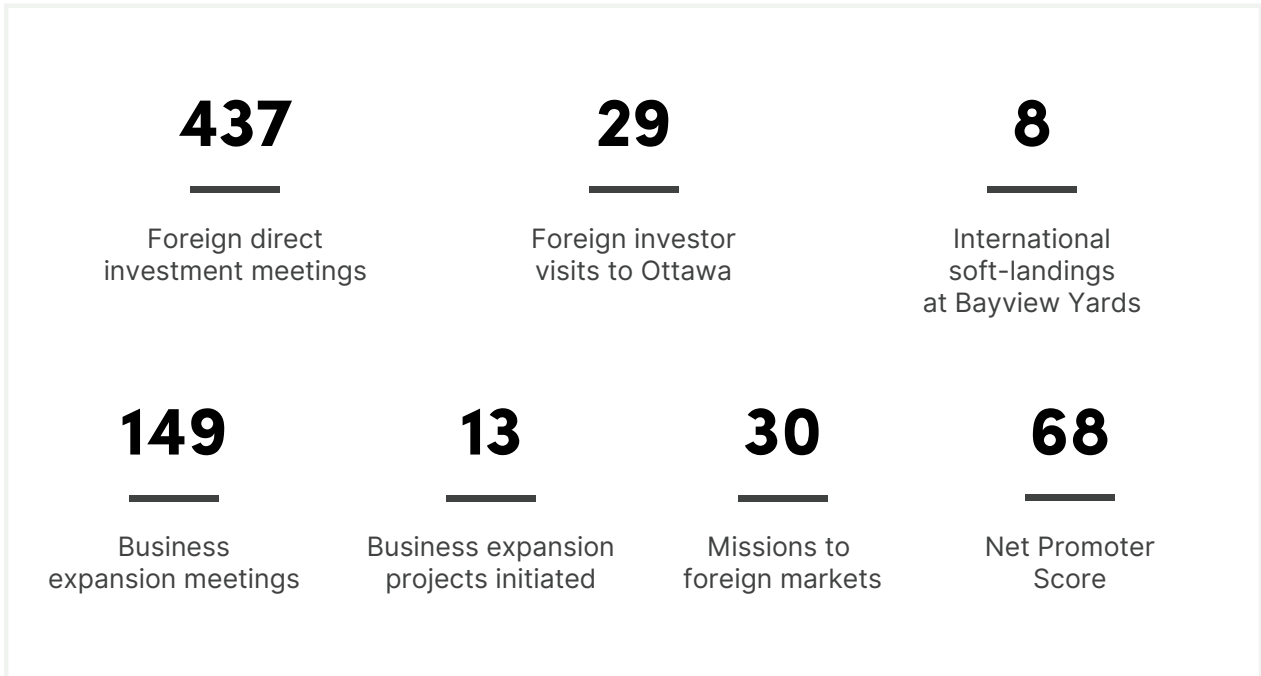 437
Foreign direct
investment meetings
29
Foreign investor
visits to Ottawa
8
International
soft-landings
at Bayview Yards
149
Business
expansion meetings
13
Business expansion
projects initiated
30
Missions to
foreign markets
68
Net Promoter
Score